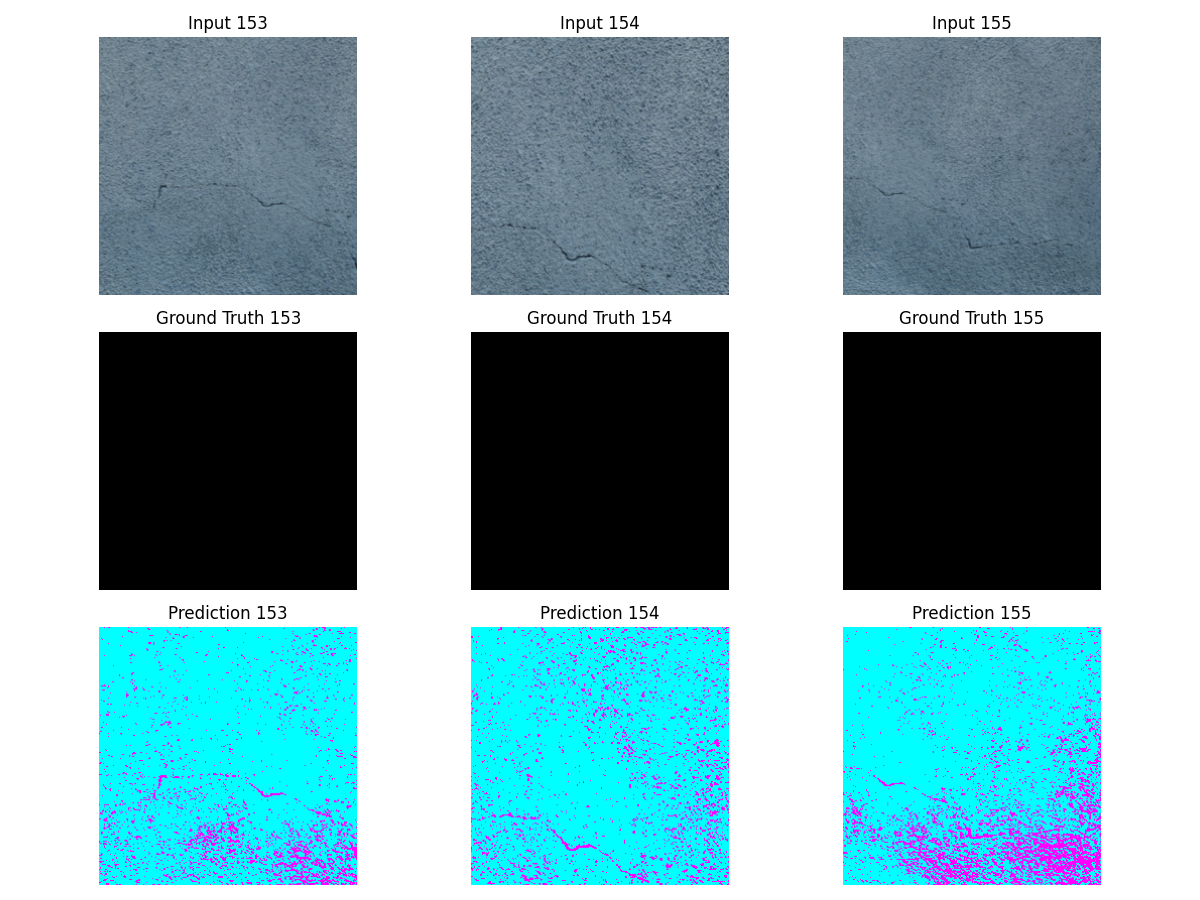 Input 153
Input 154
Input 155
Ground Truth 153
Ground Truth 154
Ground Truth 155
Prediction 153
Prediction 154
Prediction 155